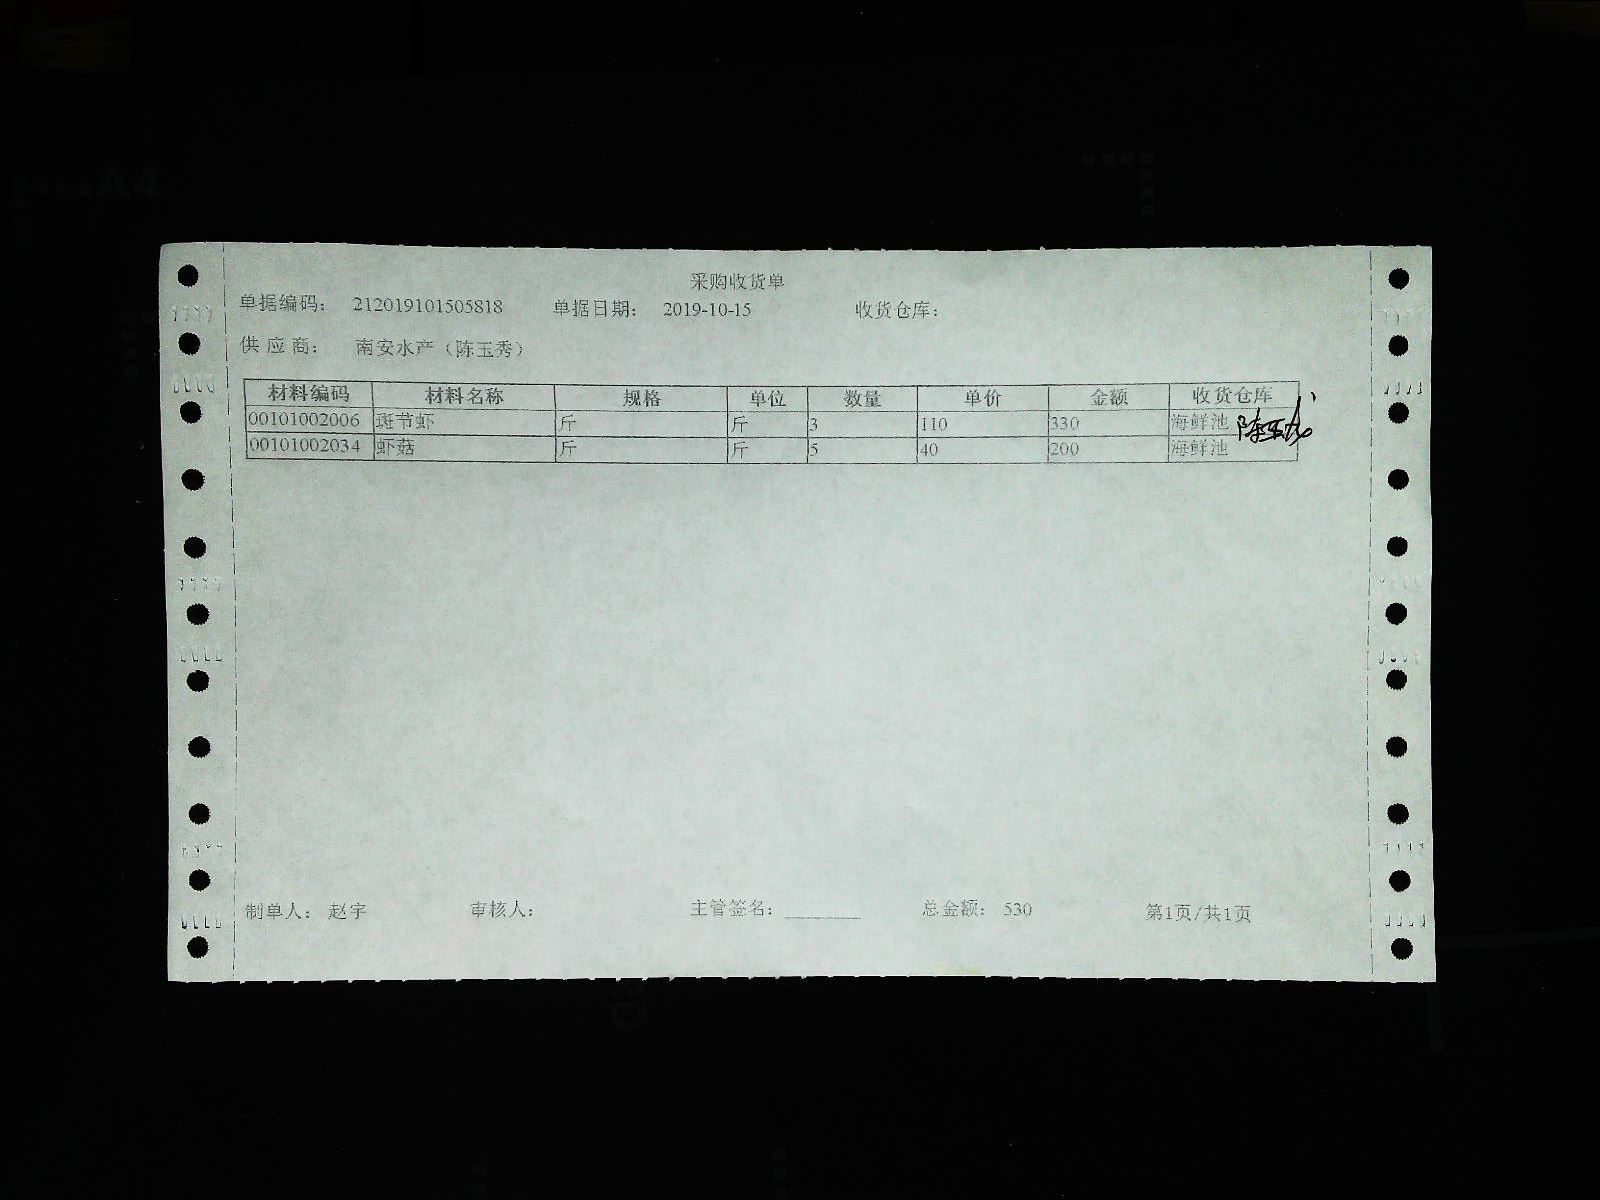 采购收货单
单据编码: 212019101505818 单据日期: 2019-10-15 收货仓库:
供应商: 南安水产（陈玉秀）
材料编码 材料名称 规格 单位 数量 单价 金额 收货仓库
00101002006 斑节虾 斤 斤 3 110 330 海鲜池
00101002034 虾菇 斤 斤 5 40 200 海鲜池
制单人: 赵宇 审核人: 主管签名: 总金额: 530 第1页/共1页